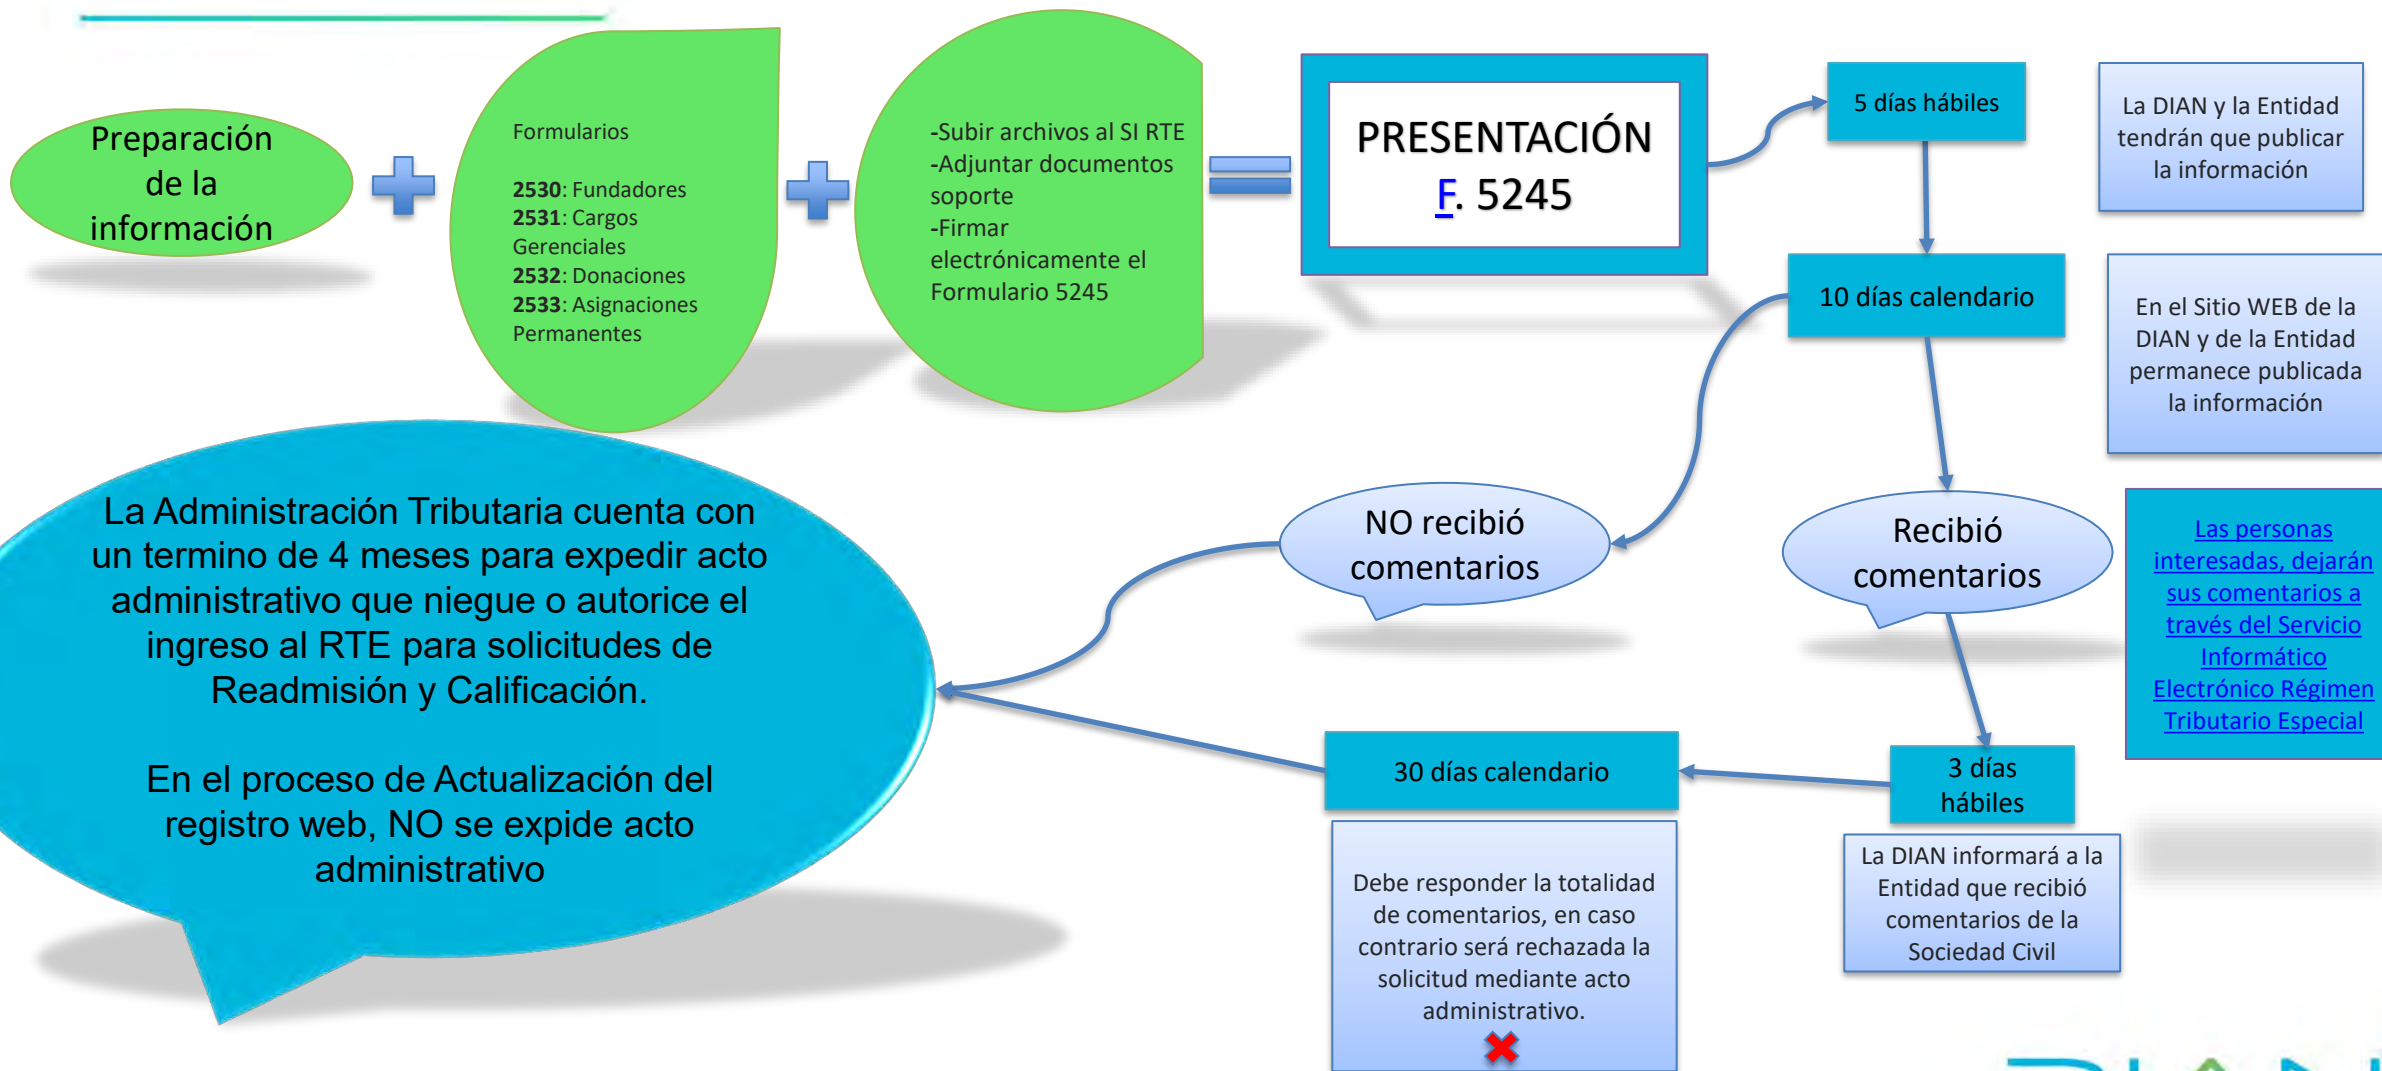 Preparación
de la
información
Formularios
2530: Fundadores
2531: Cargos
Gerenciales
2532: Donaciones
2533: Asignaciones
Permanentes
-Subir archivos al SI RTE
-Adjuntar documentos
soporte
-Firmar
electrónicamente el
Formulario 5245
PRESENTACIÓN
F. 5245
5 días hábiles
La DIAN y la Entidad
tendrán que publicar
la información
10 días calendario
En el Sitio WEB de la
DIAN y de la Entidad
permanece publicada
la información
NO recibió
comentarios
Recibió
comentarios
Las personas
interesadas, dejarán
sus comentarios a
través del Servicio
Informático
Electrónico Régimen
Tributario Especial
La Administración Tributaria cuenta con
un termino de 4 meses para expedir acto
administrativo que niegue o autorice el
ingreso al RTE para solicitudes de
Readmisión y Calificación.
En el proceso de Actualización del
registro web, NO se expide acto
administrativo
30 días calendario
Debe responder la totalidad
de comentarios, en caso
contrario será rechazada la
solicitud mediante acto
administrativo.
3 días
hábiles
La DIAN informará a la
Entidad que recibió
comentarios de la
Sociedad Civil